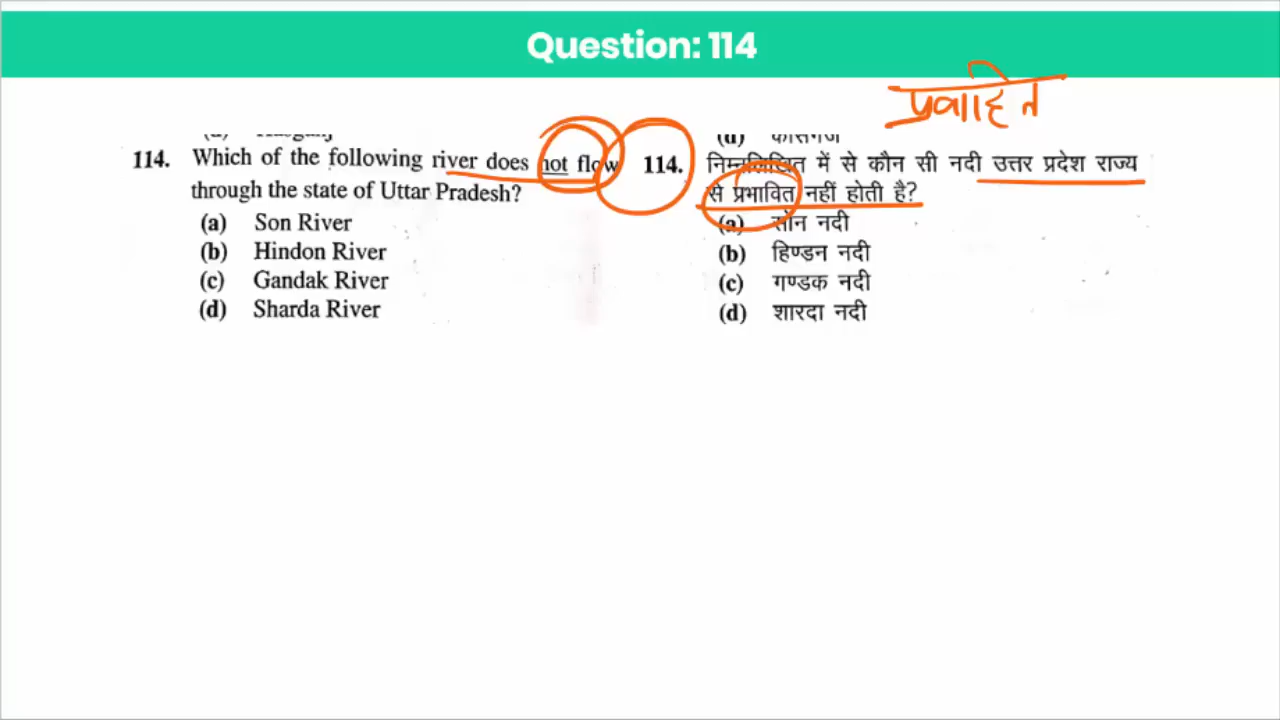 Question: 114
प्रवाहित
(d) कासगंज
114. Which of the following river does not flow
through the state of Uttar Pradesh?
(a) Son River
(b) Hindon River
(c) Gandak River
(d) Sharda River
114. निम्नलिखित में से कौन सी नदी उत्तर प्रदेश राज्य
से प्रभावित नहीं होती है?
(a) सोन नदी
(b) हिण्डन नदी
(c) गण्डक नदी
(d) शारदा नदी